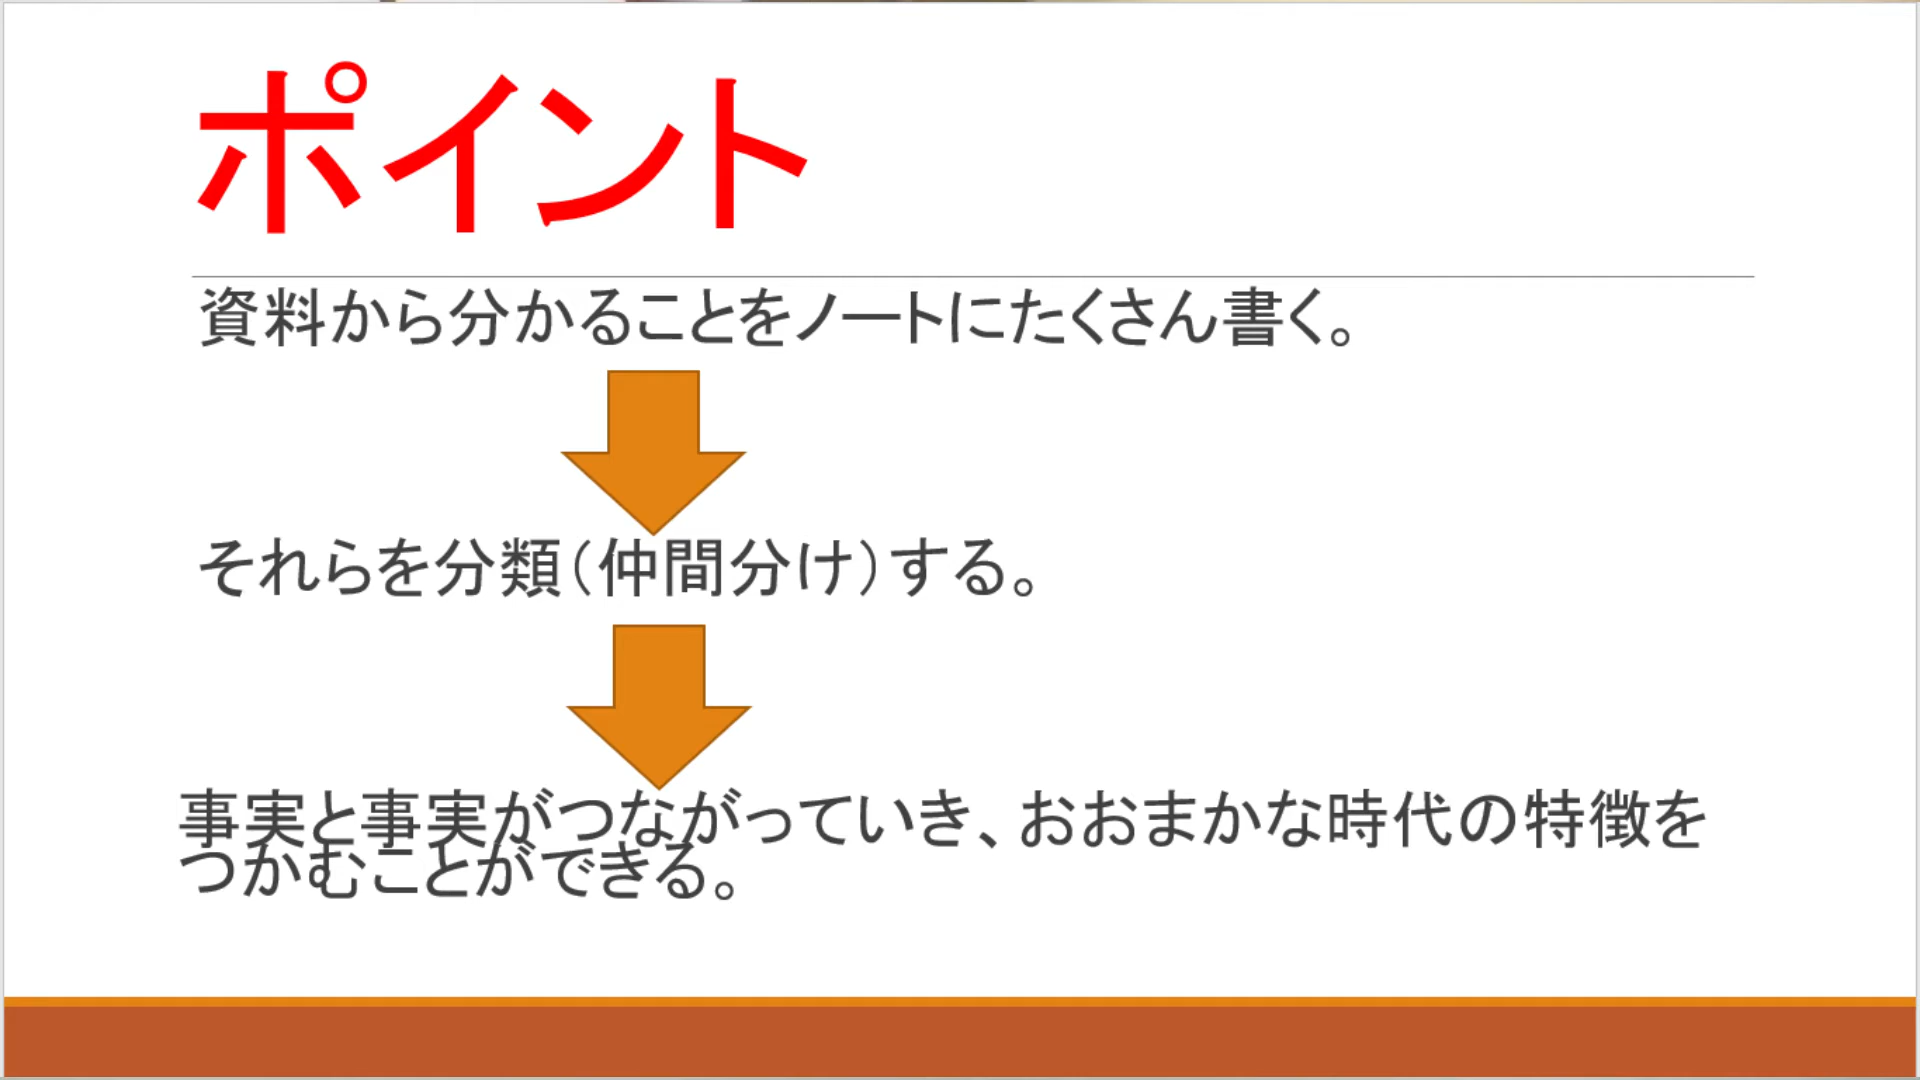 ポイント
資料から分かることをノートにたくさん書く。
それらを分類（仲間分け）する。
事実と事実がつながっていき、おおまかな時代の特徴を
つかむことができる。